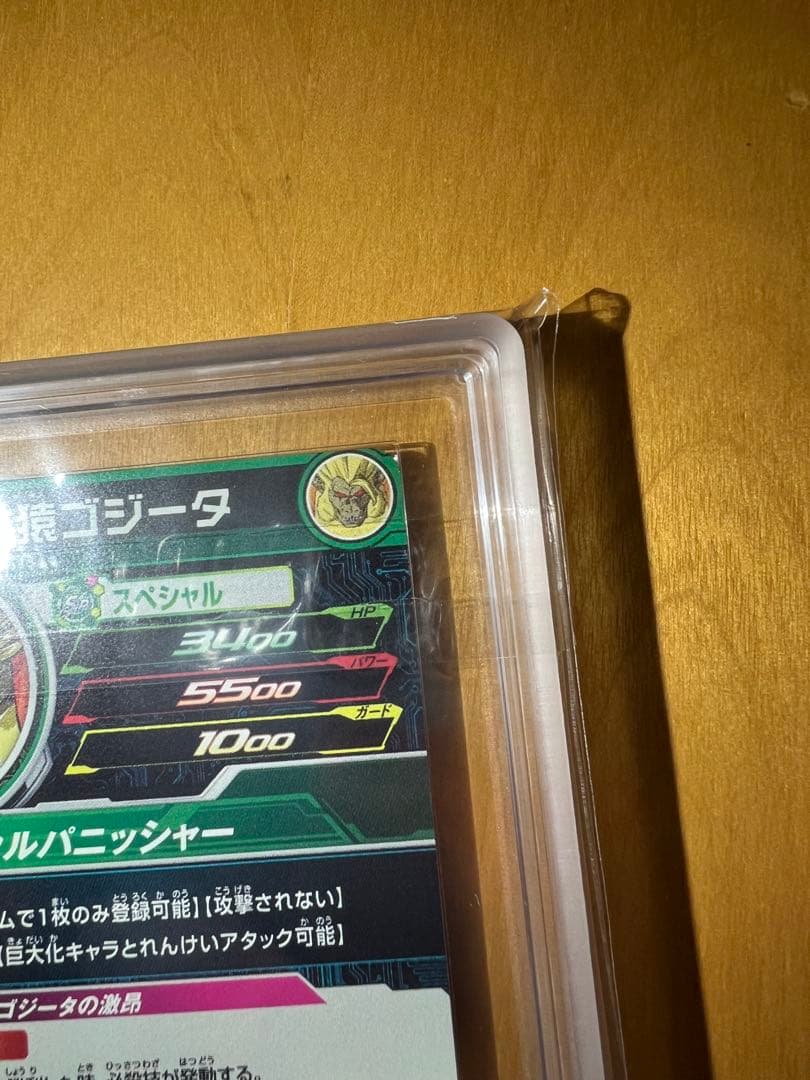 猿ゴジータ
スペシャル
HP
3400
パワー
5500
ガード
1000
ルパニッシャー
ムで1枚のみ登録可能】【攻撃されない】
【巨大化キャラとれんけいアタック可能】
ゴジータの激昂
時、必殺技が発動する。